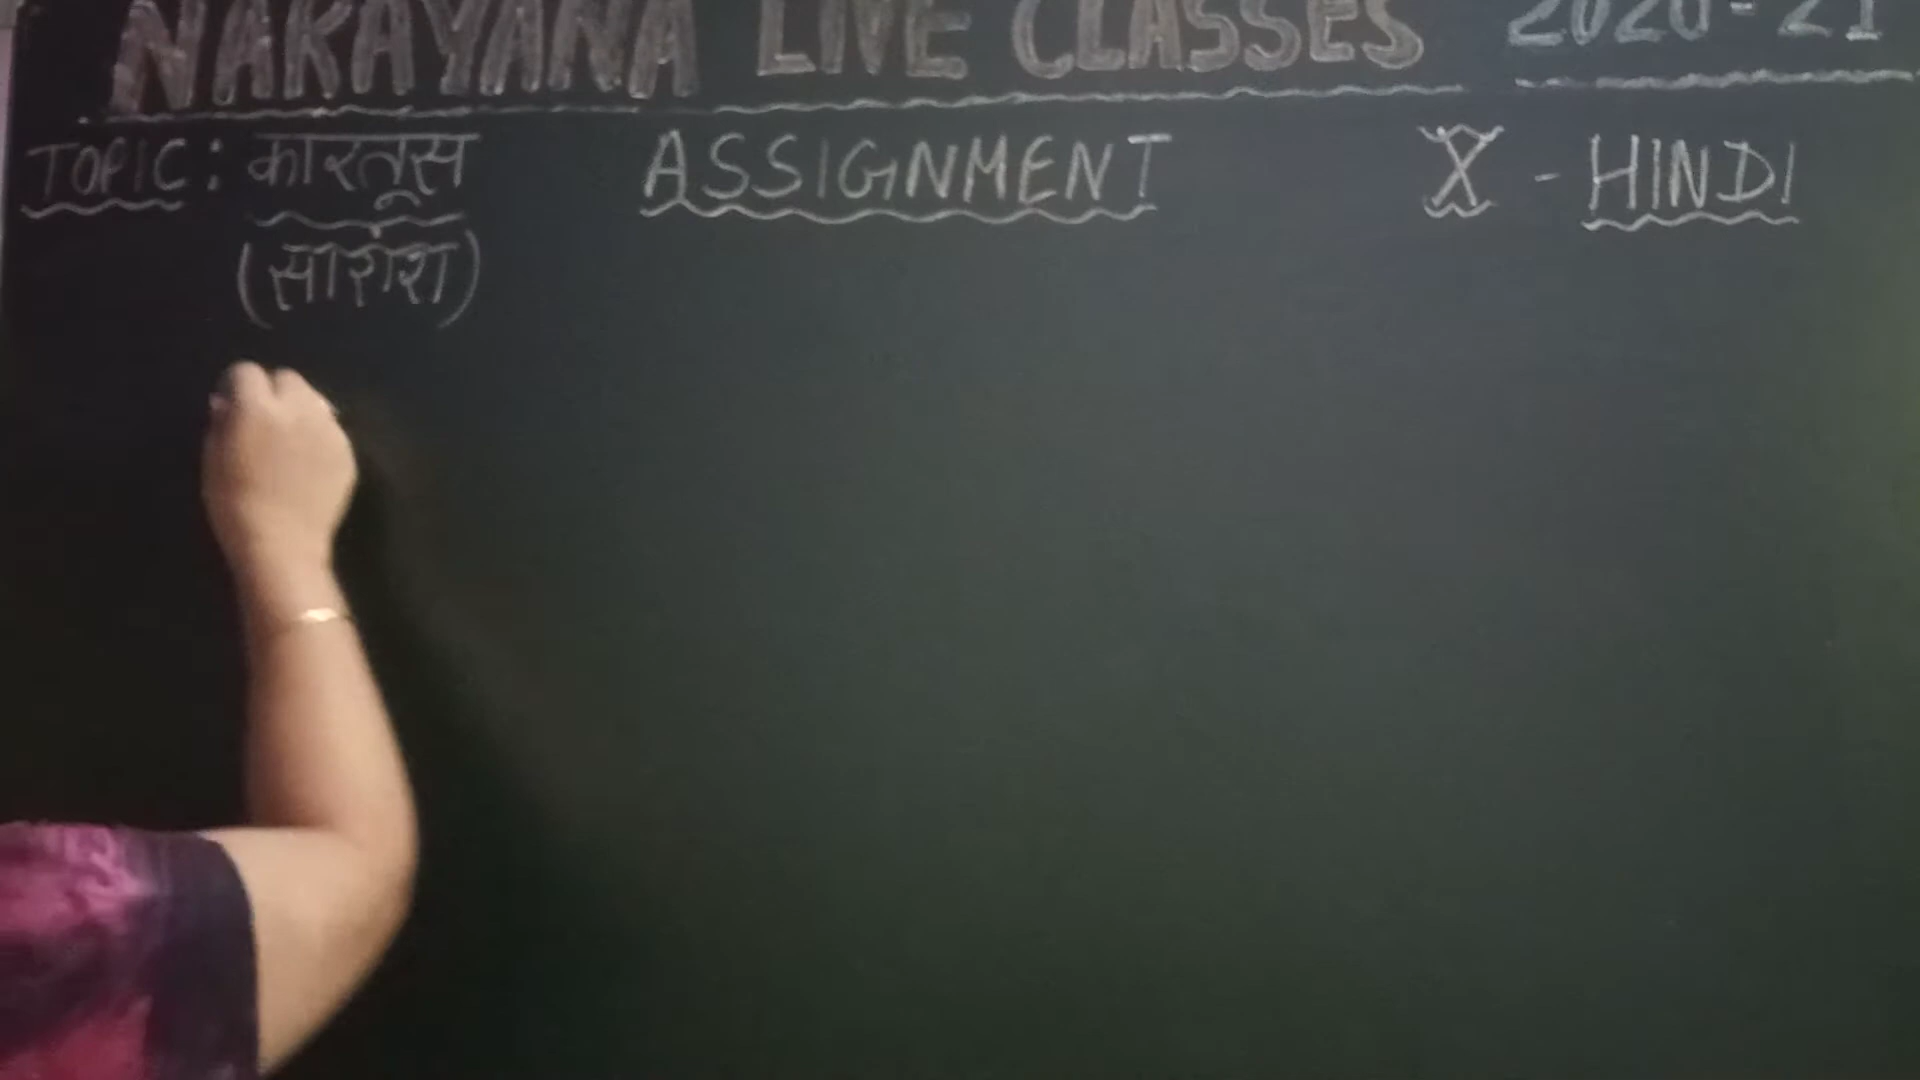 NARAYANA LIVE CLASSES 2020-21
TOPIC: कारतूस ASSIGNMENT X - HINDI
(सारांश)